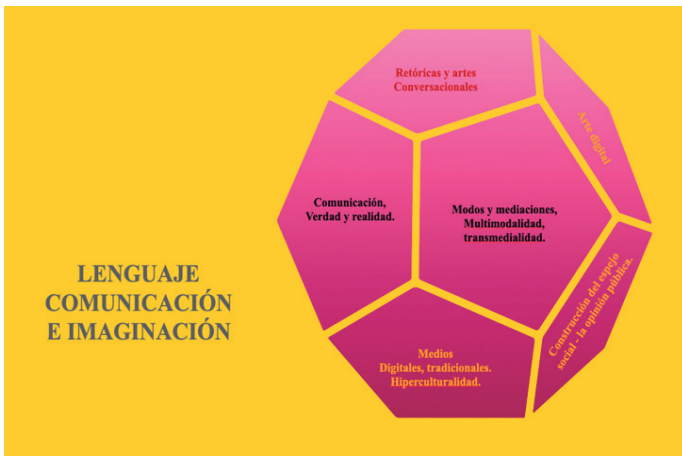 LENGUAJE
COMUNICACIÓN
E IMAGINACIÓN
Retóricas y artes
Conversacionales
Arte digital
Comunicación,
Verdad y realidad.
Modos y mediaciones,
Multimodalidad,
transmedialidad.
Construcción del espejo
social - la opinión pública.
Medios
Digitales, tradicionales.
Hiperculturalidad.